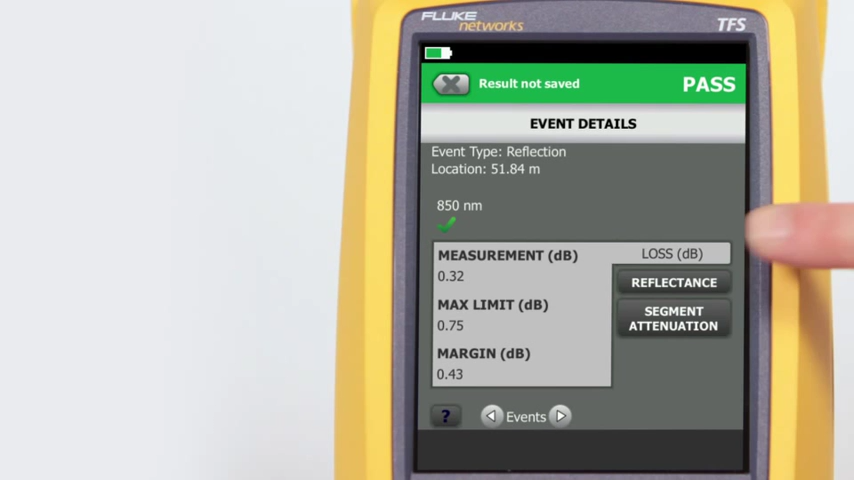 FLUKE
networks
TFS
Result not saved
PASS
EVENT DETAILS
Event Type: Reflection
Location: 51.84 m
850 nm
MEASUREMENT (dB)
0.32
MAX LIMIT (dB)
0.75
MARGIN (dB)
0.43
LOSS (dB)
REFLECTANCE
SEGMENT
ATTENUATION
?
Events